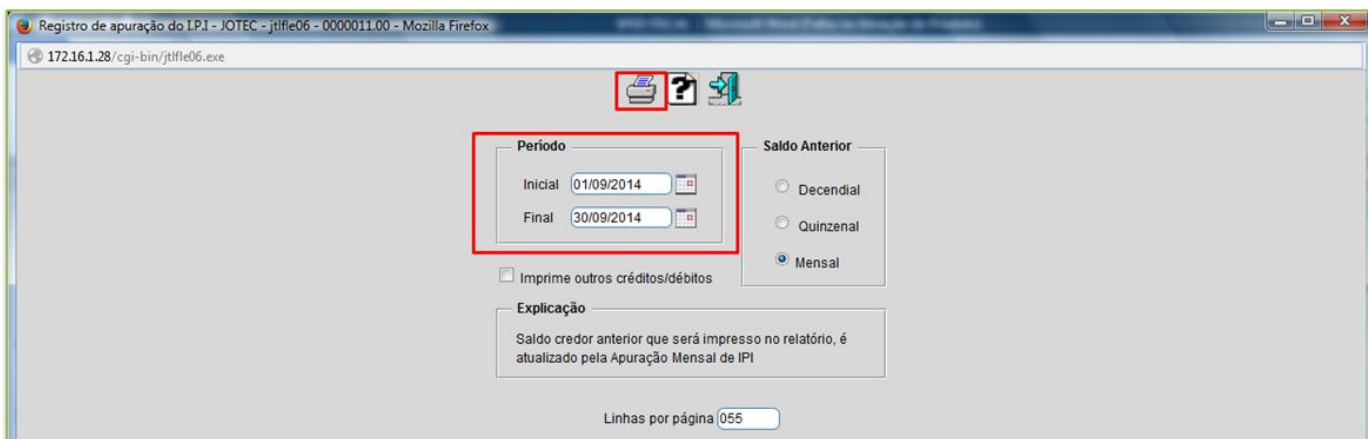 Registro de apuração do I.P.I - JOTEC - jtlfle06 - 0000011.00 - Mozilla Firefox
172.16.1.28/cgi-bin/jtlfle06.exe
Período
Saldo Anterior
Inicial 01/09/2014
Decendial
Final 30/09/2014
Quinzenal
Mensal
Imprime outros créditos/débitos
Explicação
Saldo credor anterior que será impresso no relatório, é
atualizado pela Apuração Mensal de IPI
Linhas por página 055